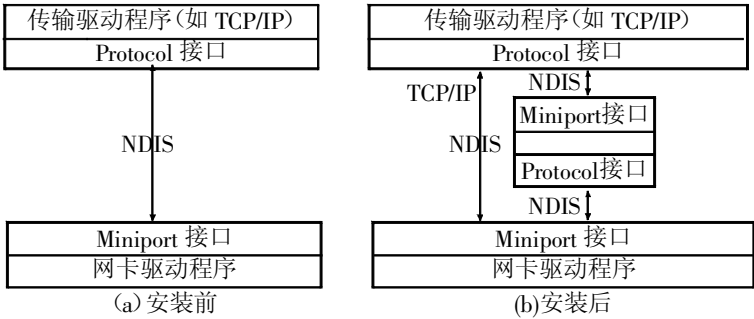 传输驱动程序(如 TCP/IP)
Protocol 接口
NDIS
Miniport 接口
网卡驱动程序
(a)安装前
传输驱动程序(如 TCP/IP)
Protocol 接口
TCP/IP
NDIS
NDIS
Miniport接口
Protocol接口
NDIS
Miniport 接口
网卡驱动程序
(b)安装后